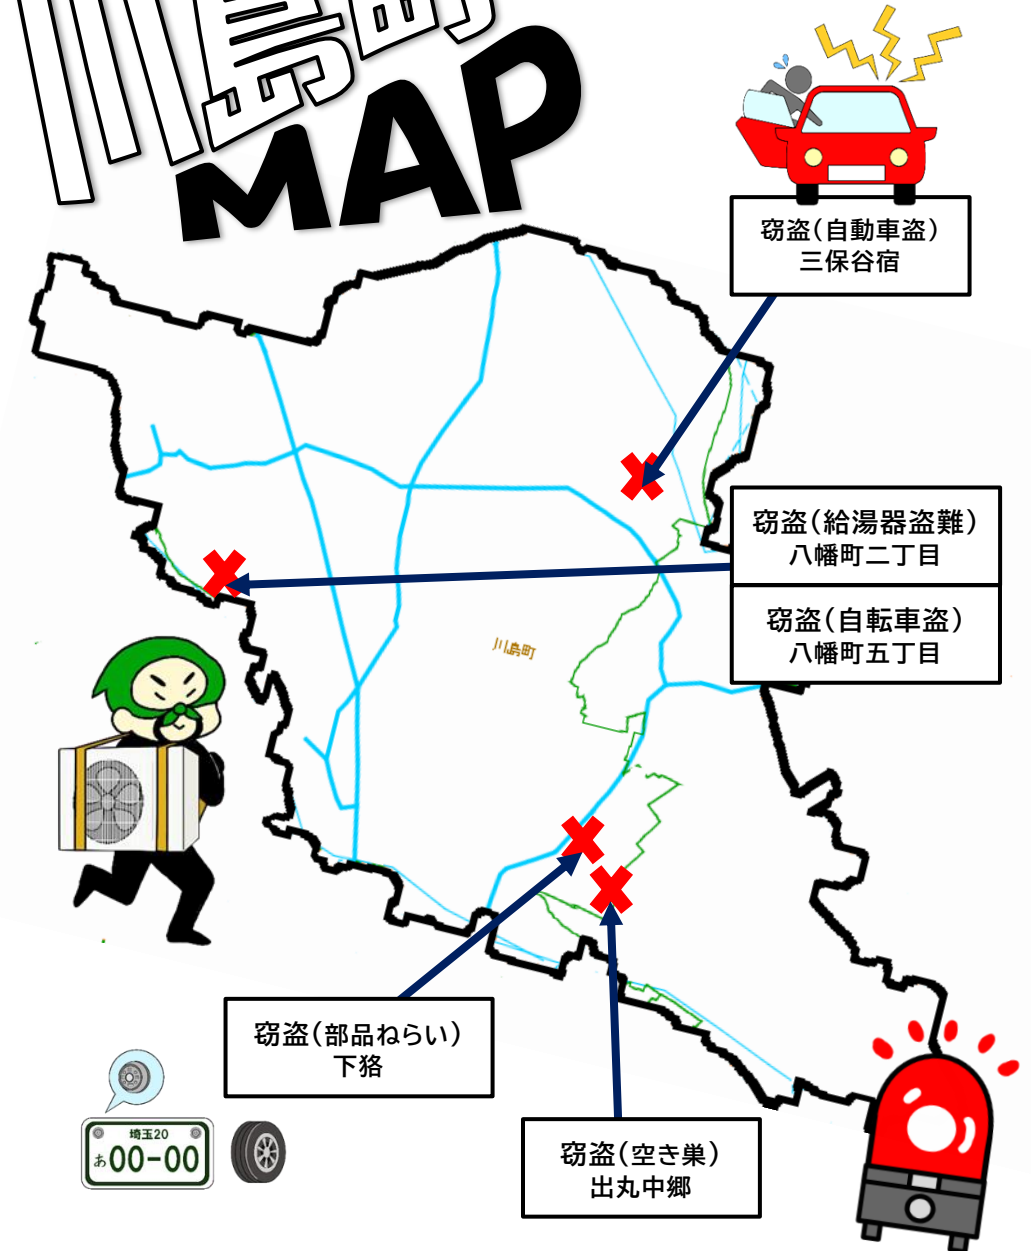 川島町
MAP
窃盗（自動車盗）
三保谷宿
窃盗（給湯器盗難）
八幡町二丁目
窃盗（自転車盗）
八幡町五丁目
川島町
窃盗（部品ねらい）
下狢
埼玉20
あ00-00
窃盗（空き巣）
出丸中郷